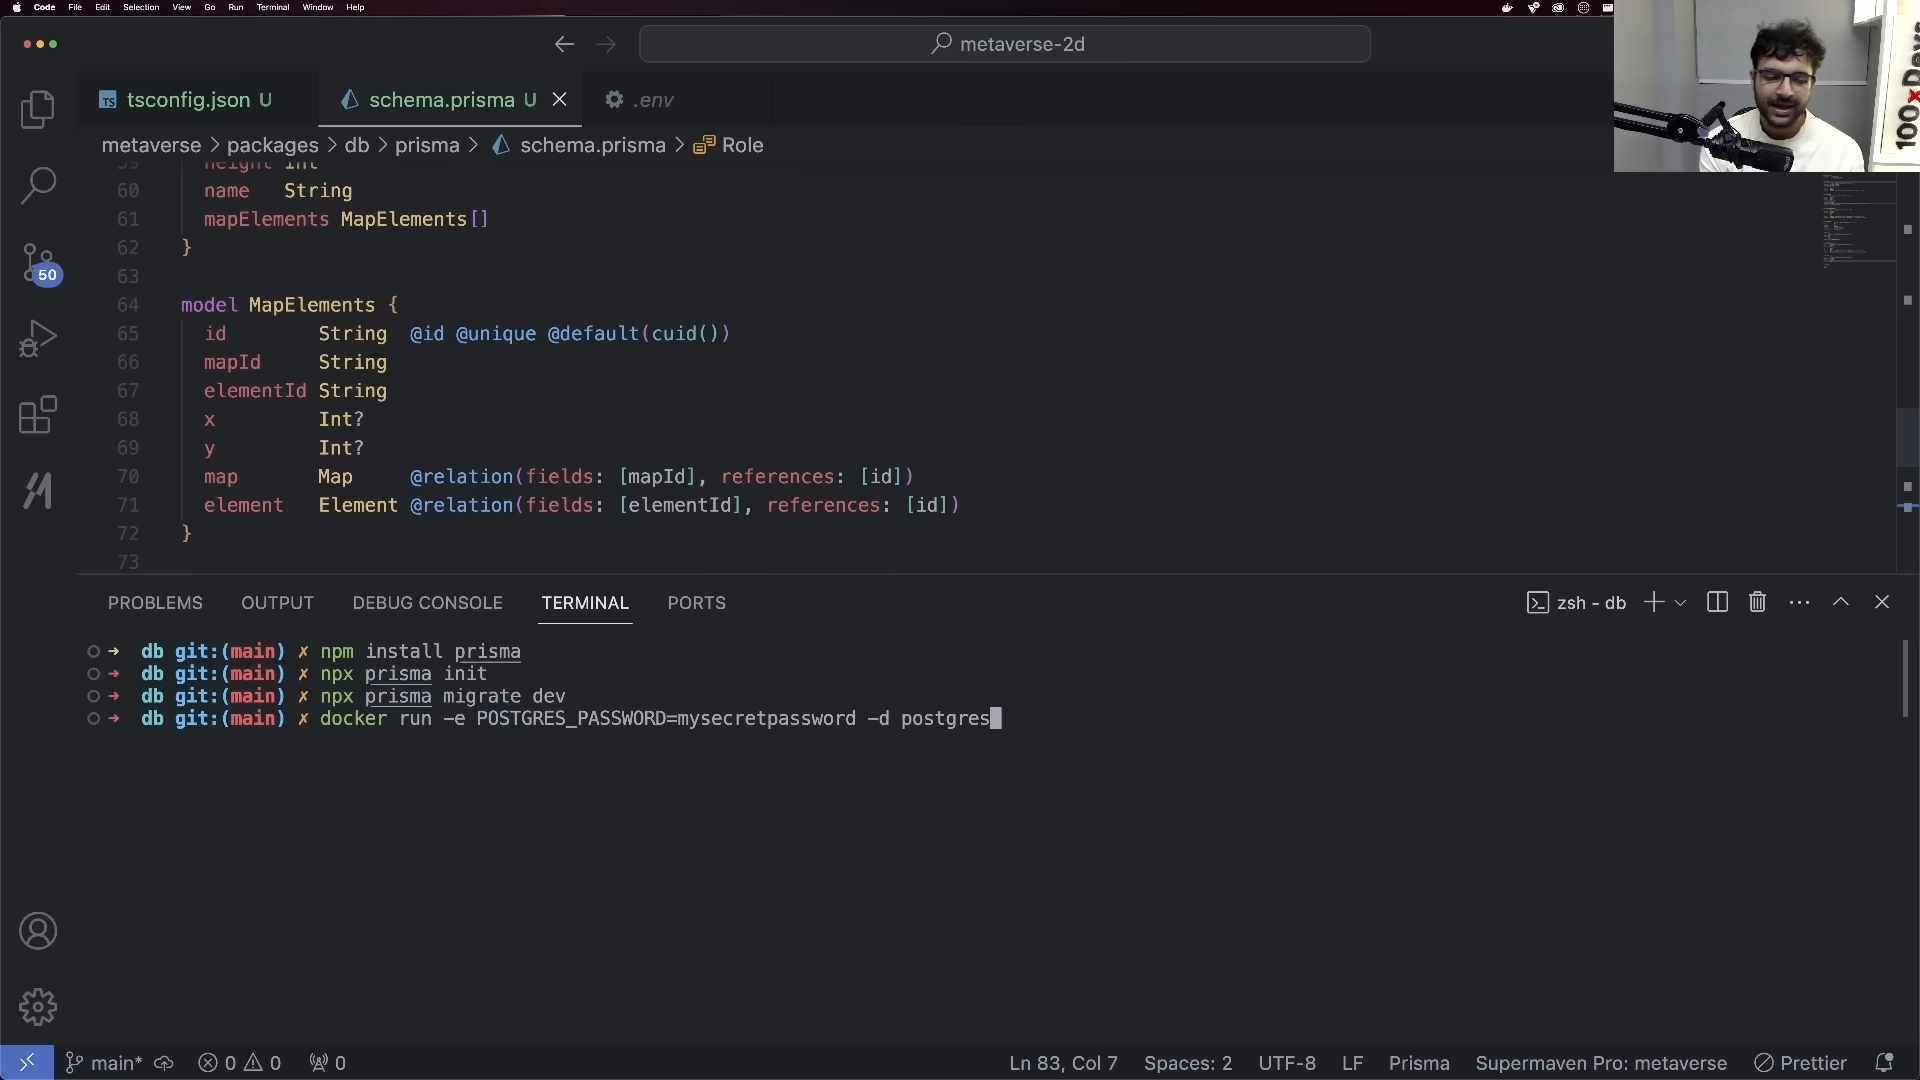 Code File Edit Selection View Go Run Terminal Window Help
metaverse-2d
tsconfig.json U
schema.prisma U
.env
metaverse > packages > db > prisma > schema.prisma > Role
59 height Int
60 name String
61 mapElements MapElements[]
62 }
63
64 model MapElements {
65 id String @id @unique @default(cuid())
66 mapId String
67 elementId String
68 x Int?
69 y Int?
70 map Map @relation(fields: [mapId], references: [id])
71 element Element @relation(fields: [elementId], references: [id])
72 }
73
50
100xDevs
PROBLEMS OUTPUT DEBUG CONSOLE TERMINAL PORTS
zsh - db
→ db git:(main) ✗ npm install prisma
→ db git:(main) ✗ npx prisma init
→ db git:(main) ✗ npx prisma migrate dev
→ db git:(main) ✗ docker run -e POSTGRES_PASSWORD=mysecretpassword -d postgres
main* 0 0 0
Ln 83, Col 7 Spaces: 2 UTF-8 LF Prisma Supermaven Pro: metaverse Prettier